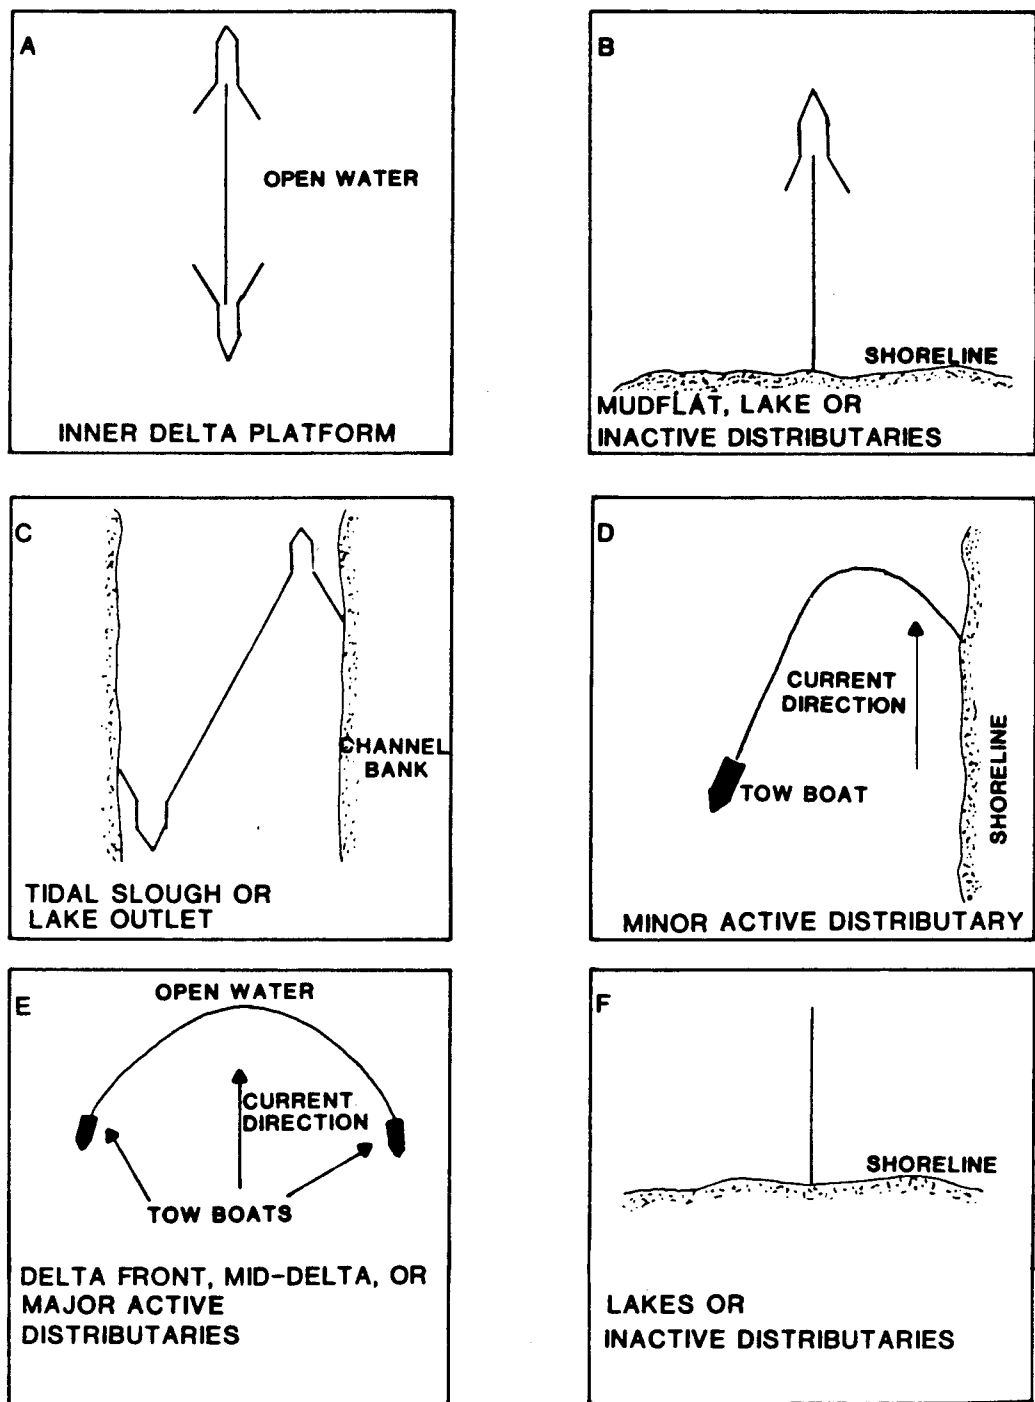 A
OPEN WATER
INNER DELTA PLATFORM
B
SHORELINE
MUDFLAT, LAKE OR
INACTIVE DISTRIBUTARIES
C
CHANNEL
BANK
TIDAL SLOUGH OR
LAKE OUTLET
D
CURRENT
DIRECTION
TOW BOAT
SHORELINE
MINOR ACTIVE DISTRIBUTARY
E
OPEN WATER
CURRENT
DIRECTION
TOW BOATS
DELTA FRONT, MID-DELTA, OR
MAJOR ACTIVE
DISTRIBUTARIES
F
SHORELINE
LAKES OR
INACTIVE DISTRIBUTARIES